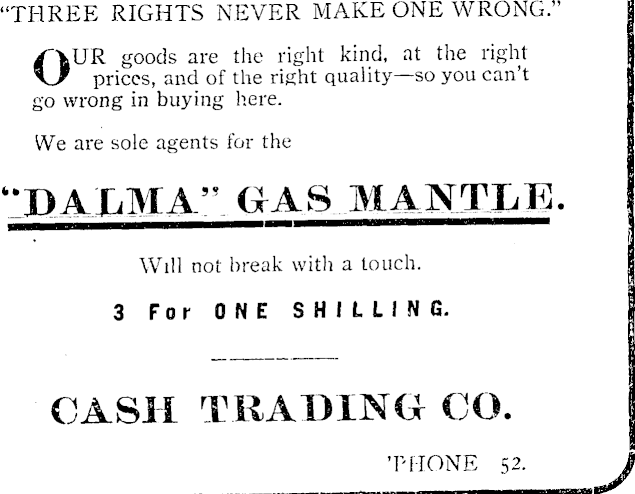 “THREE RIGHTS NEVER MAKE ONE WRONG.”
OUR goods are the right kind, at the right
prices, and of the right quality—so you can't
go wrong in buying here.
We are sole agents for the
“DALMA” GAS MANTLE.
Will not break with a touch.
3 For ONE SHILLING.
CASH TRADING CO.
'PHONE 52.